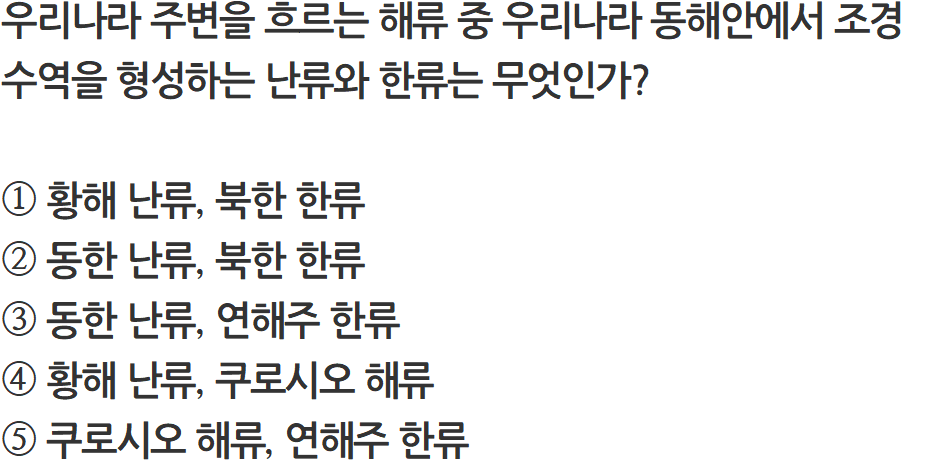 우리나라 주변을 흐르는 해류 중 우리나라 동해안에서 조경
수역을 형성하는 난류와 한류는 무엇인가?
① 황해 난류, 북한 한류
② 동한 난류, 북한 한류
③ 동한 난류, 연해주 한류
④ 황해 난류, 쿠로시오 해류
⑤ 쿠로시오 해류, 연해주 한류